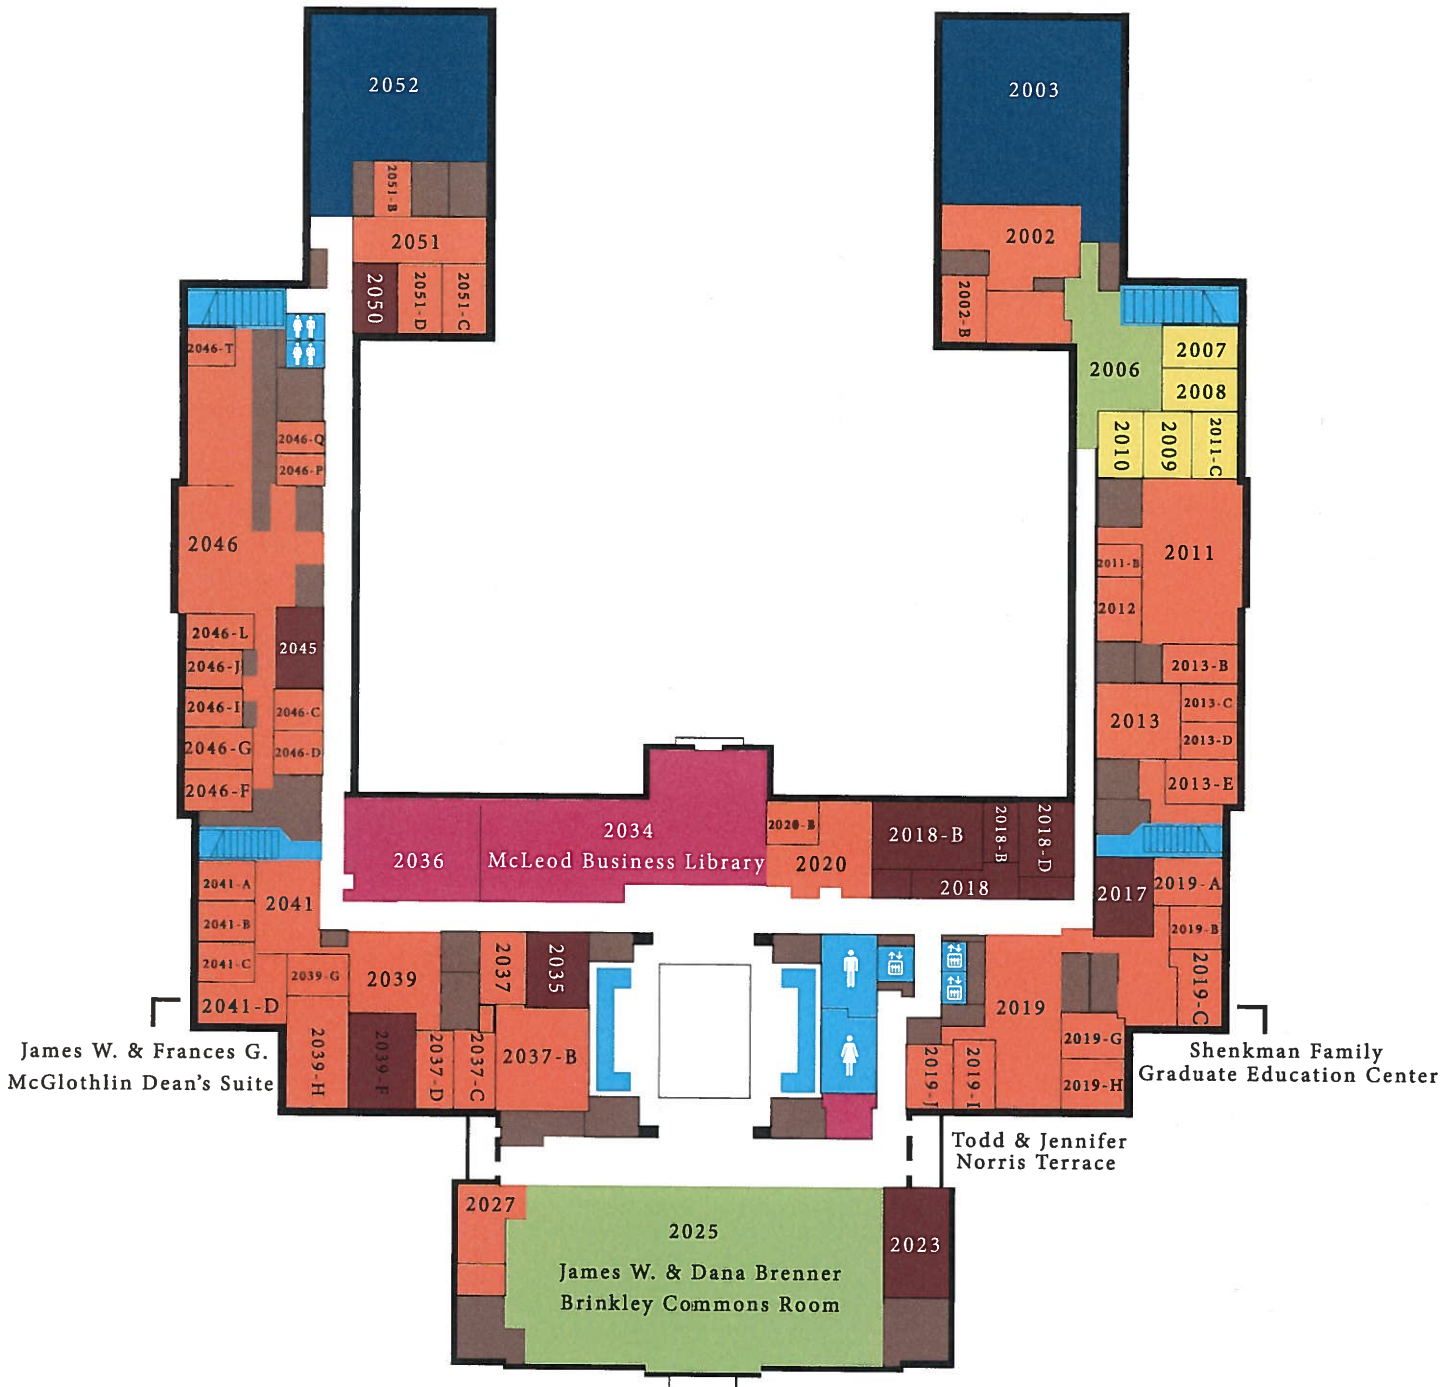 2052
2003
2051-B
2051
2002
2050
2051-D
2051-C
2002-B
2046-T
2007
2006
2008
2046-Q
2046-P
2010
2009
2011-C
2046
2011
2011-B
2012
2046-L
2045
2046-J
2013-B
2046-I
2046-C
2013
2013-C
2046-G
2046-D
2013-D
2046-F
2013-E
2036
2034
McLeod Business Library
2020-B
2020
2018-B
2018-B
2018-D
2018
2041-A
2041
2041-B
2041-C
2041-D
2017
2019-A
2019-B
2019-C
2039-G
2039
2037
2035
2019
2039-H
2039-F
2037-D
2037-C
2037-B
2019-J
2019-I
2019-G
2019-H
James W. & Frances G.
McGlothlin Dean's Suite
Shenkman Family
Graduate Education Center
Todd & Jennifer
Norris Terrace
2027
2025
James W. & Dana Brenner
Brinkley Commons Room
2023